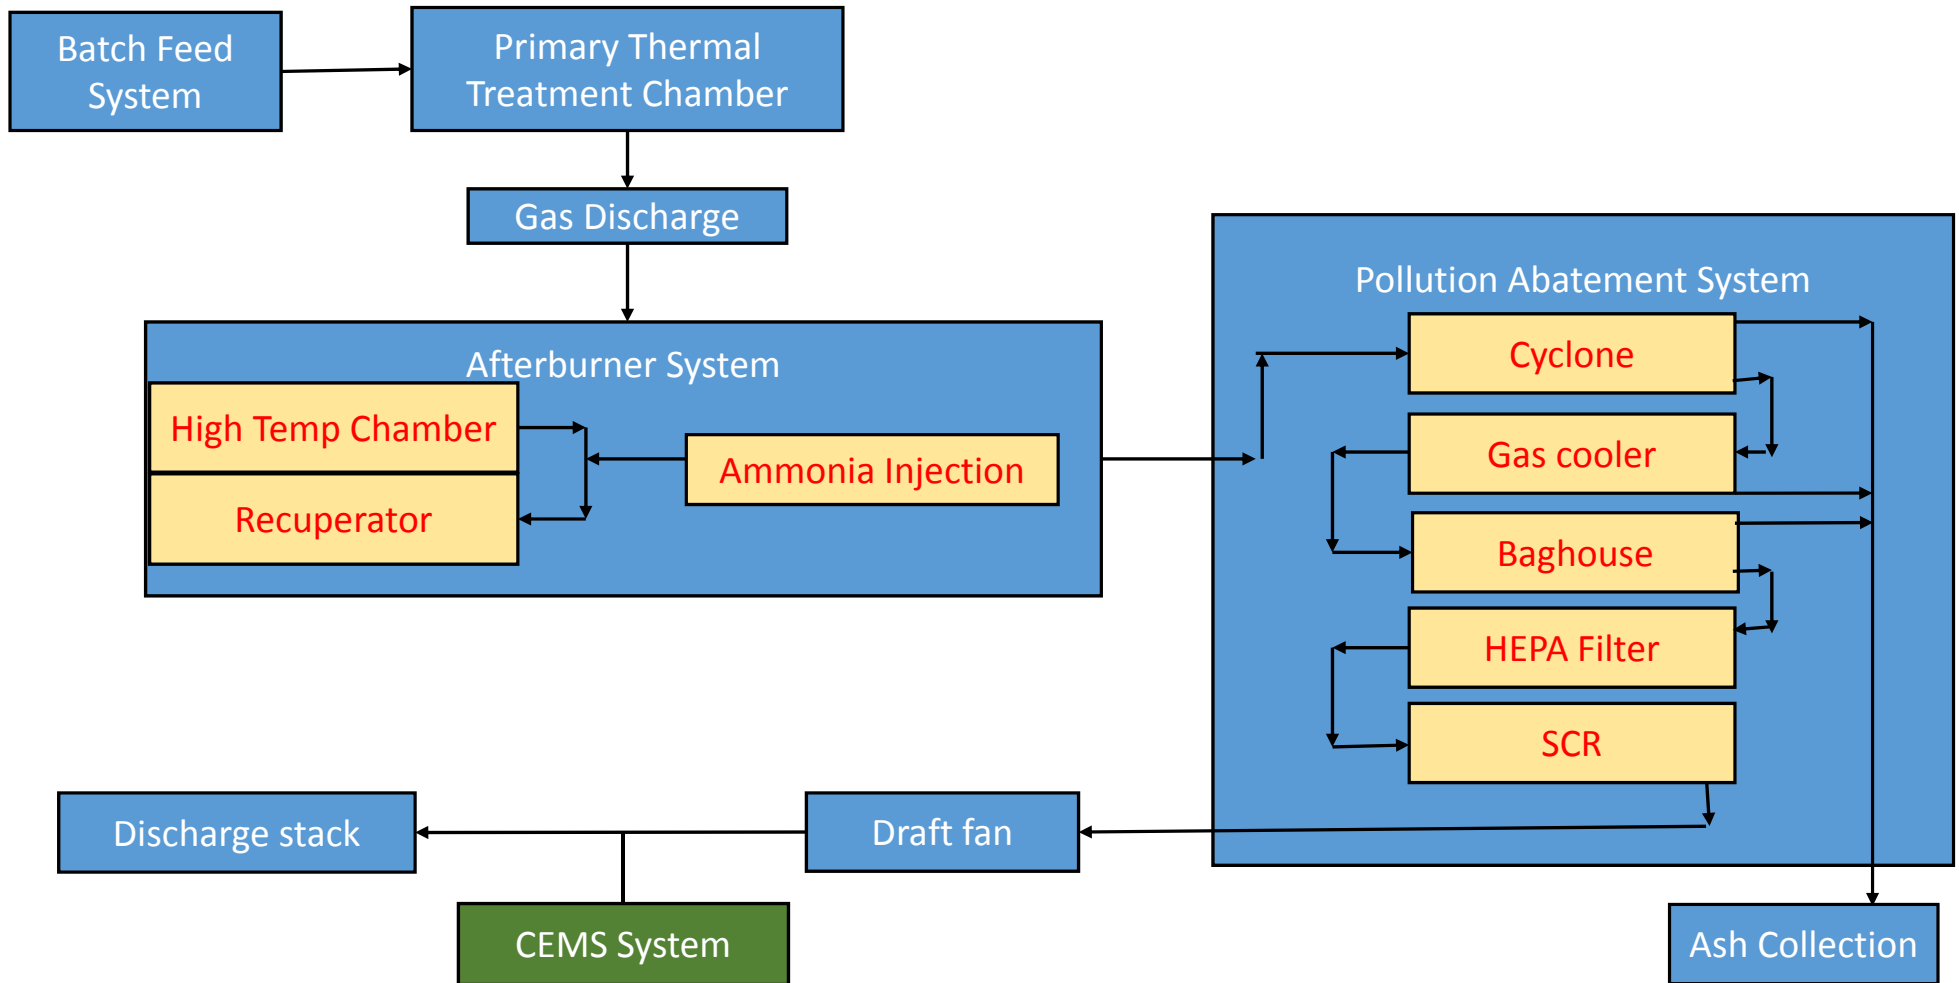 Batch Feed
System
Primary Thermal
Treatment Chamber
Gas Discharge
Afterburner System
High Temp Chamber
Recuperator
Ammonia Injection
Pollution Abatement System
Cyclone
Gas cooler
Baghouse
HEPA Filter
SCR
Discharge stack
Draft fan
CEMS System
Ash Collection